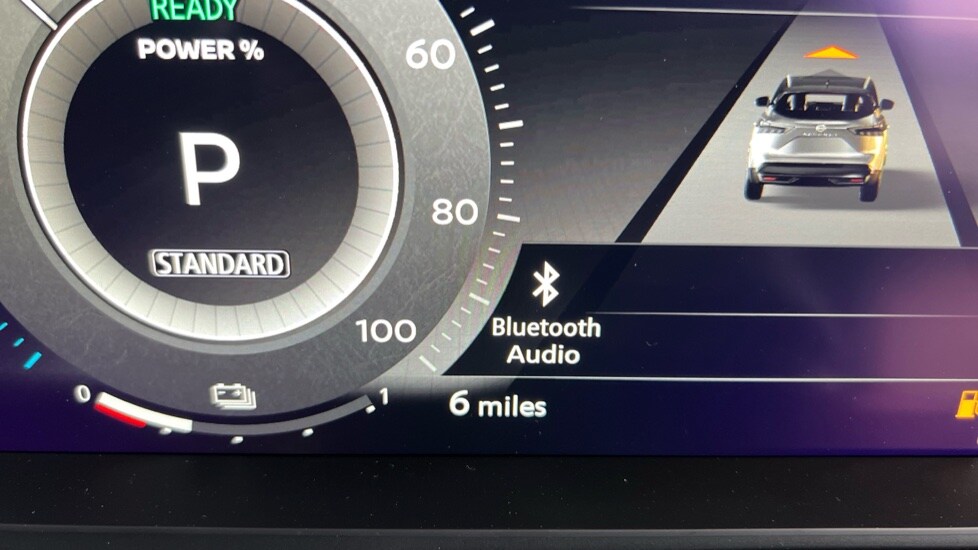 READY
POWER %
P
STANDARD
60
80
100
Bluetooth
Audio
0
1
6 miles